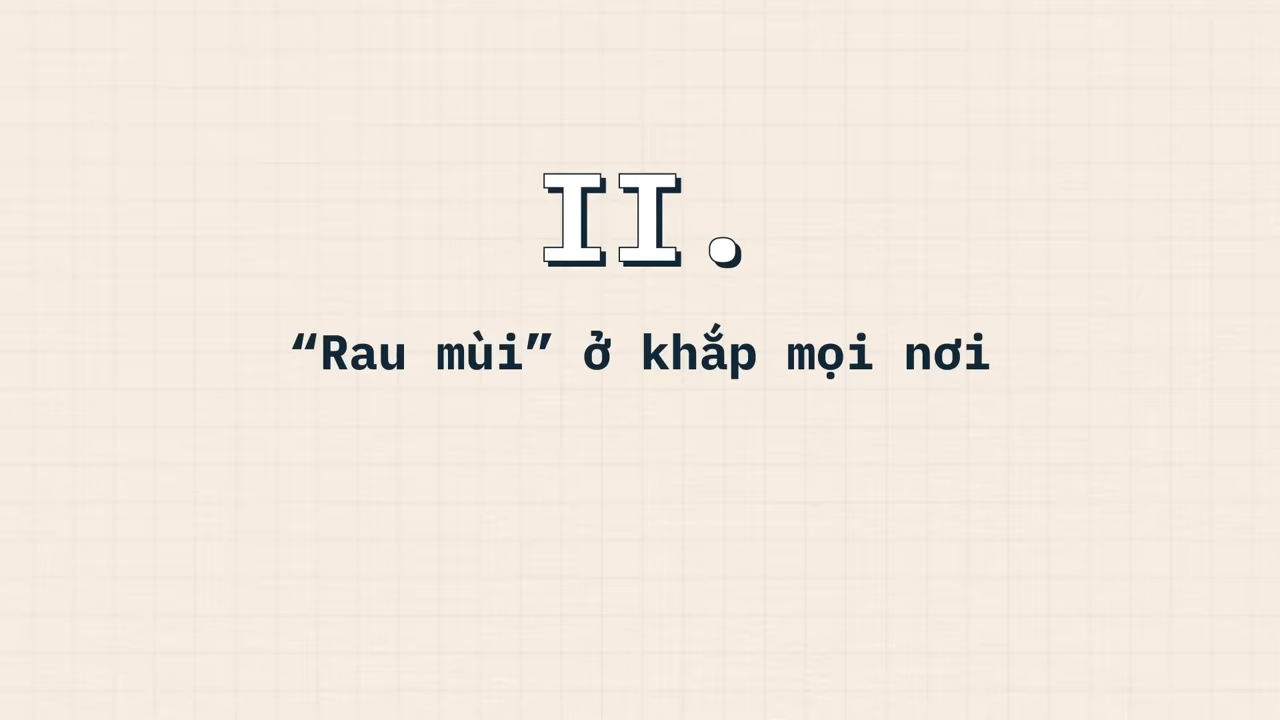 II.
“Rau mùi” ở khắp mọi nơi